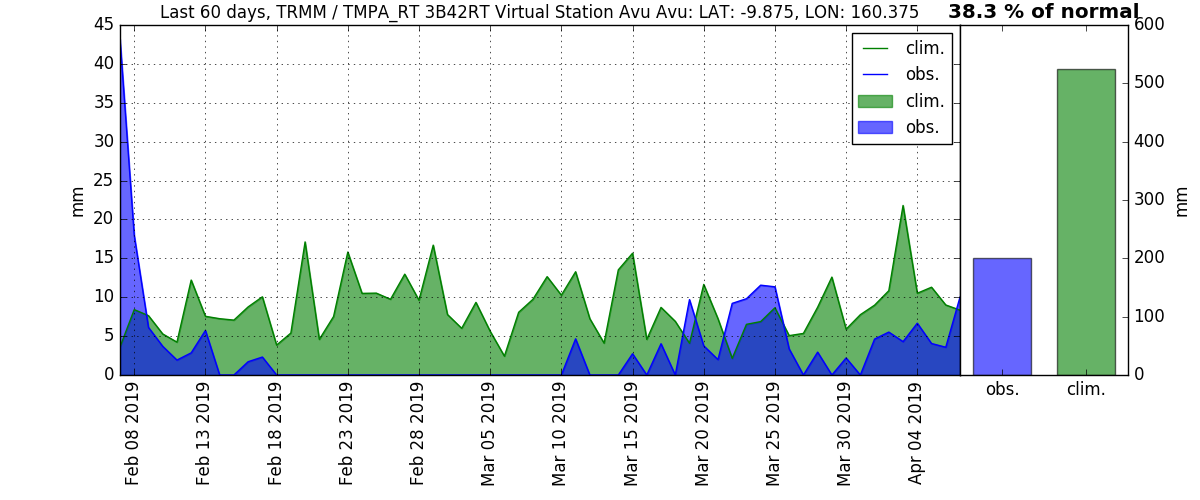 Last 60 days, TRMM / TMPA_RT 3B42RT Virtual Station Avu Avu: LAT: -9.875, LON: 160.375
38.3 % of normal
45
40
35
30
25
20
15
10
5
0
mm
clim.
obs.
clim.
obs.
600
500
400
300
200
100
0
mm
Feb 08 2019
Feb 13 2019
Feb 18 2019
Feb 23 2019
Feb 28 2019
Mar 05 2019
Mar 10 2019
Mar 15 2019
Mar 20 2019
Mar 25 2019
Mar 30 2019
Apr 04 2019
obs.
clim.